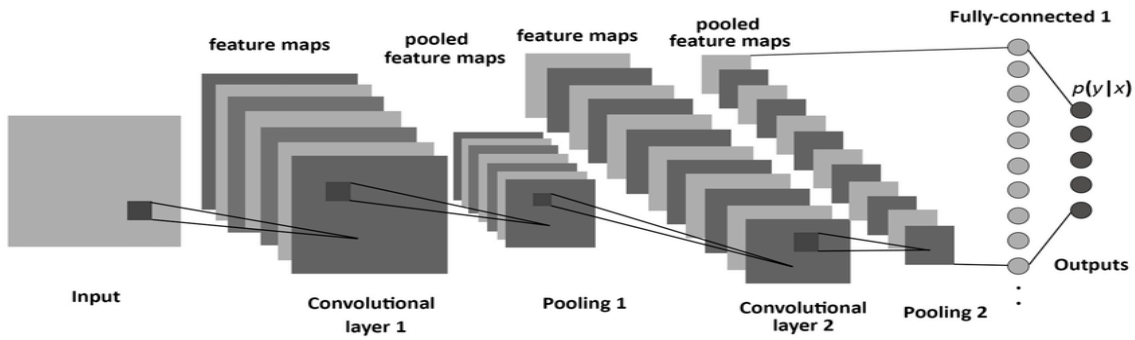 Fully-connected 1
feature maps
pooled
feature maps
feature maps
pooled
feature maps
p(y|x)
Input
Convolutional
layer 1
Pooling 1
Convolutional
layer 2
Pooling 2
Outputs